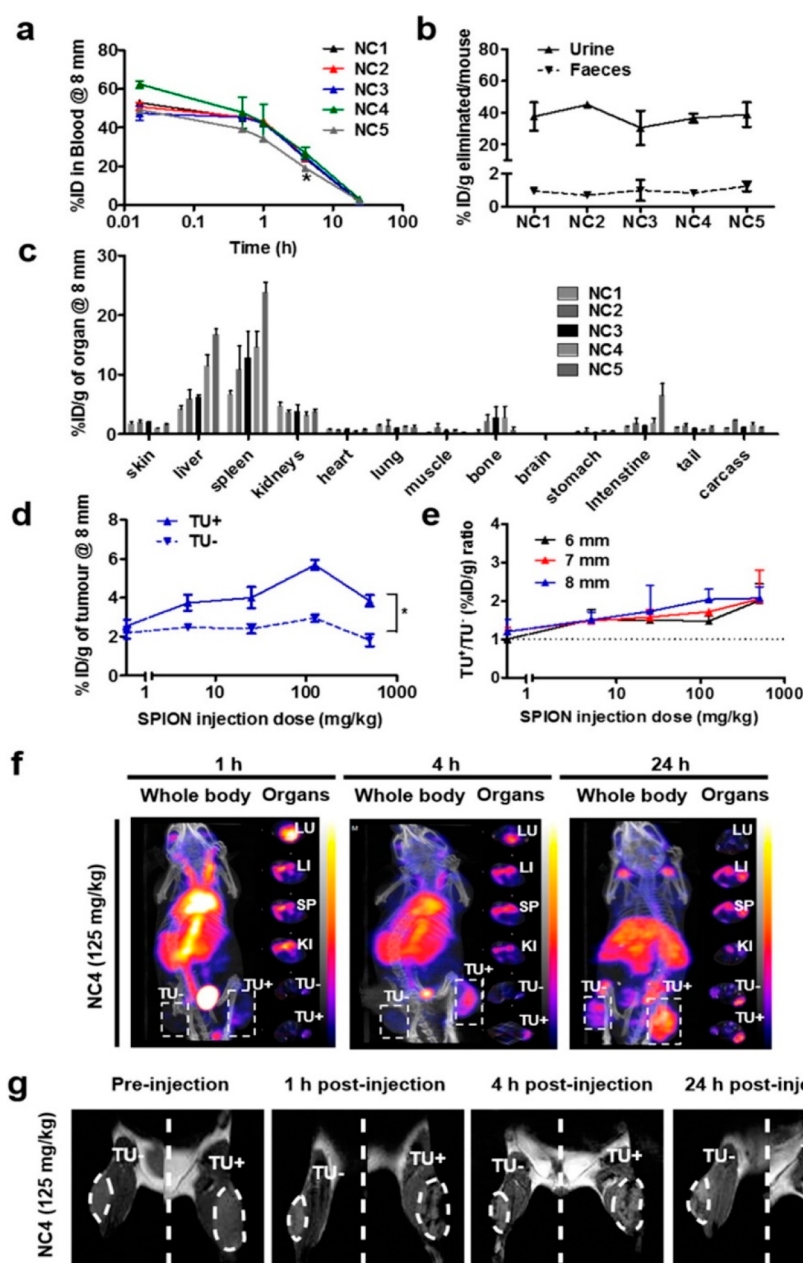 a
%ID in Blood @ 8 mm
80
60
40
20
0
0.01
0.1
1
10
100
Time (h)
NC1
NC2
NC3
NC4
NC5
*
b
% ID/g eliminated/mouse
80
60
40
20
2
1
0
Urine
Faeces
NC1 NC2 NC3 NC4 NC5
c
%ID/g of organ @ 8 mm
30
20
10
0
NC1
NC2
NC3
NC4
NC5
skin
liver
spleen
kidneys
heart
lung
muscle
bone
brain
stomach
Intenstine
tail
carcass
d
% ID/g of tumour @ 8 mm
8
6
4
2
0
TU+
TU-
*
1 10 100 1000
SPION injection dose (mg/kg)
e
TU+/TU- (%ID/g) ratio
4
3
2
1
0
6 mm
7 mm
8 mm
1 10 100 1000
SPION injection dose (mg/kg)
f
1 h 4 h 24 h
Whole body Organs Whole body Organs Whole body Organs
NC4 (125 mg/kg)
LU
LI
SP
KI
TU-
TU+
TU-
TU+
M
LU
LI
SP
KI
TU-
TU+
TU-
TU+
LU
LI
SP
KI
TU-
TU+
TU-
TU+
g
Pre-injection 1 h post-injection 4 h post-injection 24 h post-inje
NC4 (125 mg/kg)
TU- TU+ TU- TU+ TU- TU+ TU-